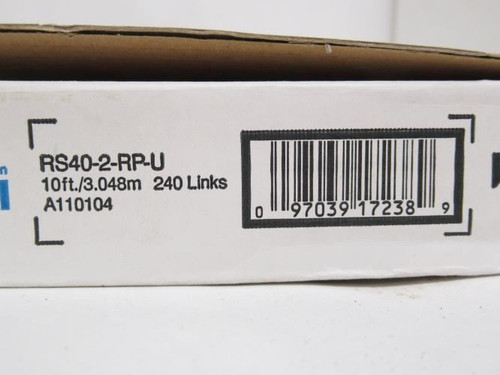 RS40-2-RP-U
10ft./3.048m 240 Links
A110104
0 97039 17238 9